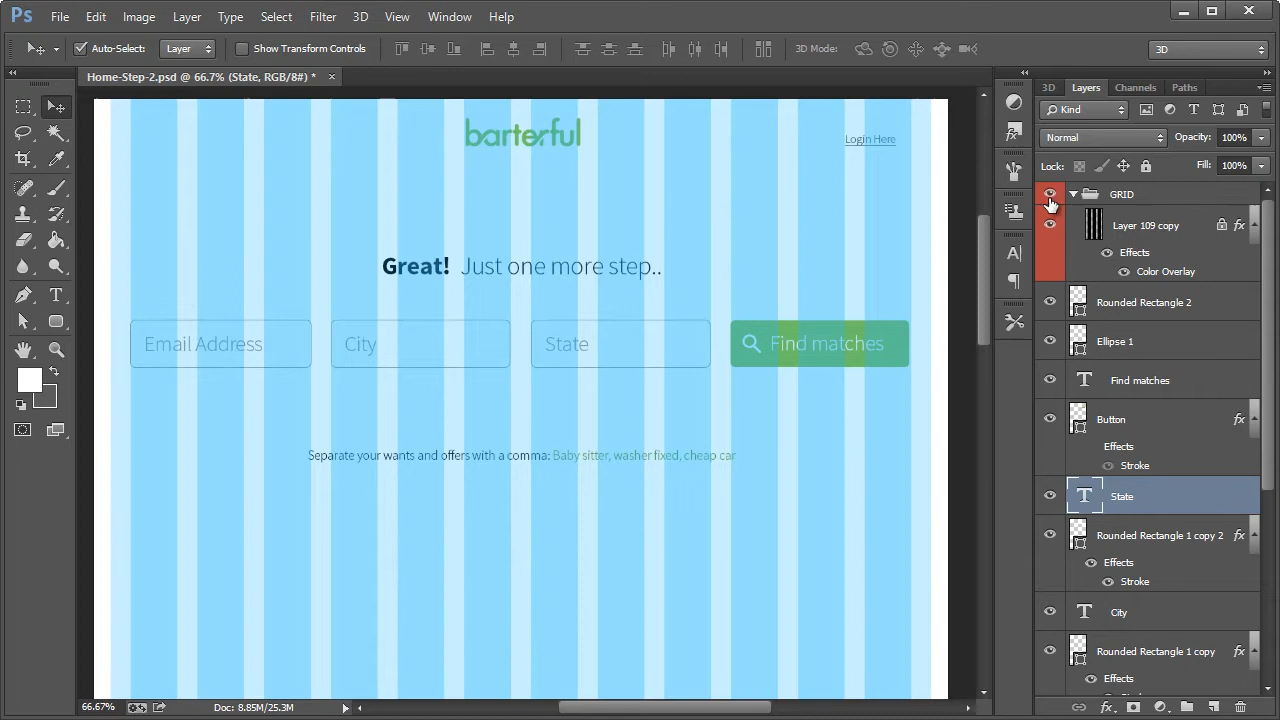 Ps File Edit Image Layer Type Select Filter 3D View Window Help
Auto-Select: Layer Show Transform Controls 3D Mode: 3D
Home-Step-2.psd @ 66.7% (State, RGB/8#) *
3D Layers Channels Paths
Kind
Normal Opacity: 100%
Lock: Fill: 100%
GRID
Layer 109 copy fx
Effects
Color Overlay
Rounded Rectangle 2
Ellipse 1
Find matches
Button fx
Effects
Stroke
State
Rounded Rectangle 1 copy 2 fx
Effects
Stroke
City
Rounded Rectangle 1 copy fx
Effects
barterful
Login Here
Great! Just one more step..
Email Address City State Find matches
Separate your wants and offers with a comma: Baby sitter, washer fixed, cheap car
66.67% Doc: 8.85M/25.3M